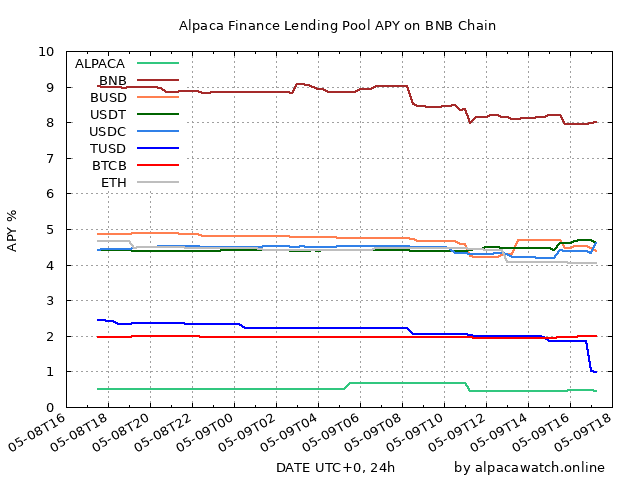 Alpaca Finance Lending Pool APY on BNB Chain
10
9
8
7
6
5
4
3
2
1
0
APY %
ALPACA
BNB
BUSD
USDT
USDC
TUSD
BTCB
ETH
05-08T16
05-08T18
05-08T20
05-08T22
05-09T00
05-09T02
05-09T04
05-09T06
05-09T08
05-09T10
05-09T12
05-09T14
05-09T16
05-09T18
DATE UTC+0, 24h
by alpacawatch.online